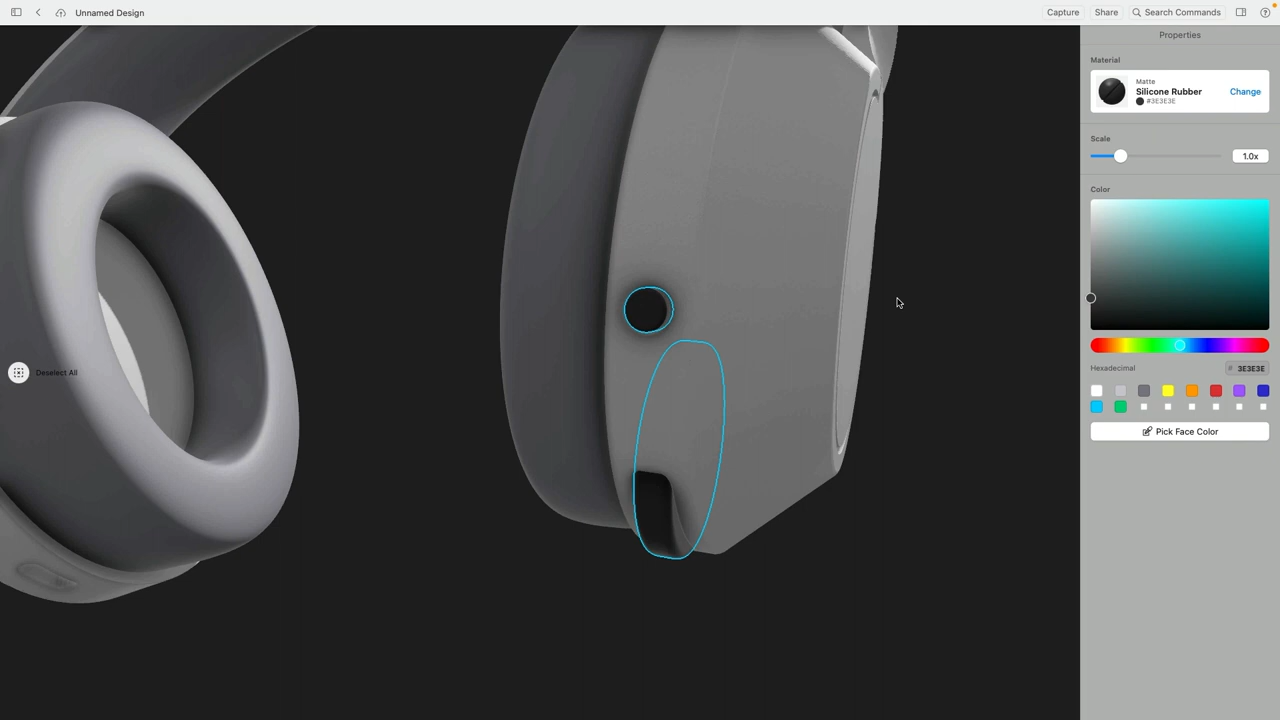 Unnamed Design
Capture
Share
Search Commands
Properties
Material
Matte
Silicone Rubber
#3E3E3E
Change
Scale
1.0x
Color
Hexadecimal
# 3E3E3E
Pick Face Color
Deselect All